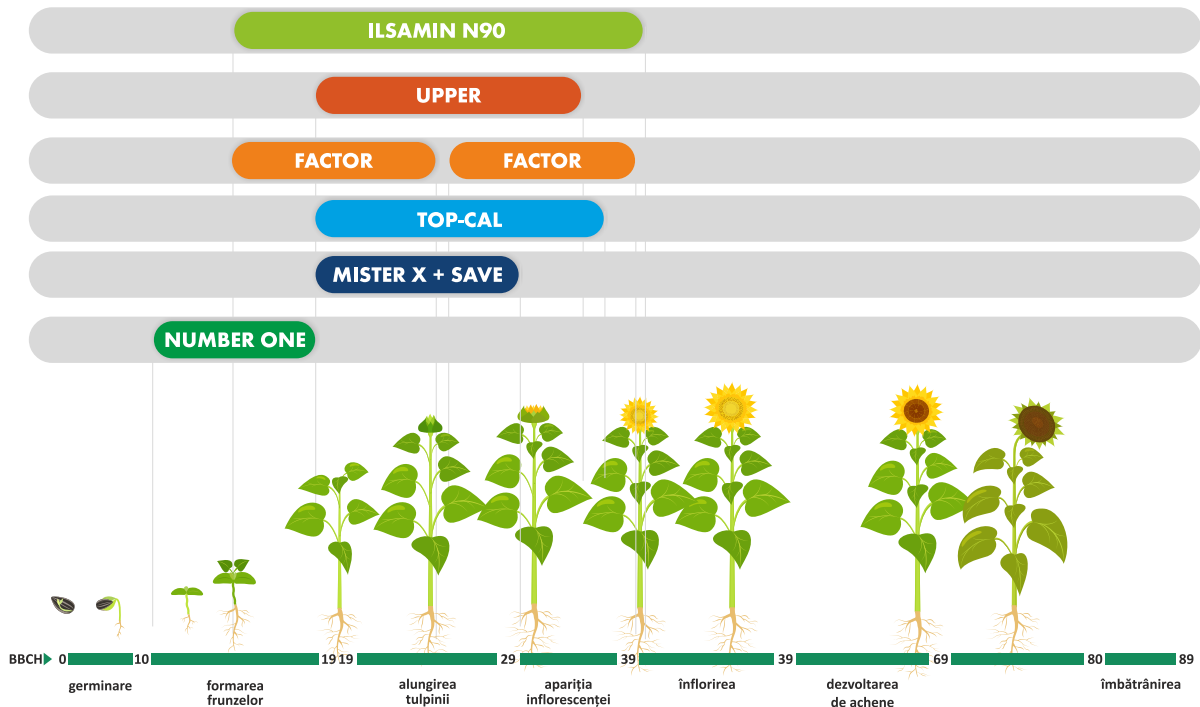 ILSAMIN N90
UPPER
FACTOR FACTOR
TOP-CAL
MISTER X + SAVE
NUMBER ONE
BBCH 0 10 19 19 29 39 39 69 80 89
germinare
formarea
frunzelor
alungirea
tulpinii
apariția
inflorescenței
înflorirea
dezvoltarea
de achene
îmbătrânirea